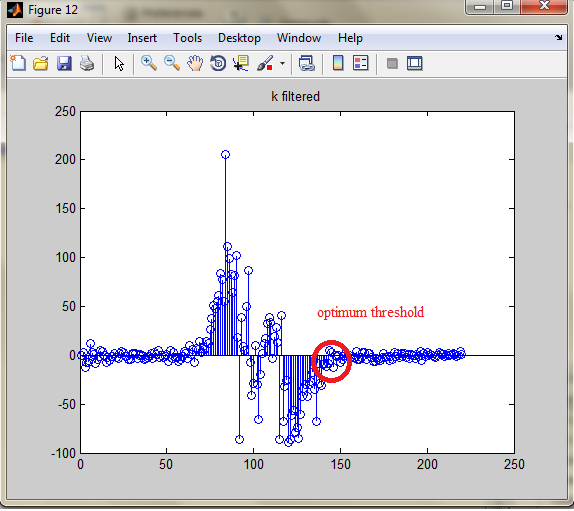 Figure 12
File Edit View Insert Tools Desktop Window Help
k filtered
250
200
150
100
50
0
-50
-100
optimum threshold
0 50 100 150 200 250